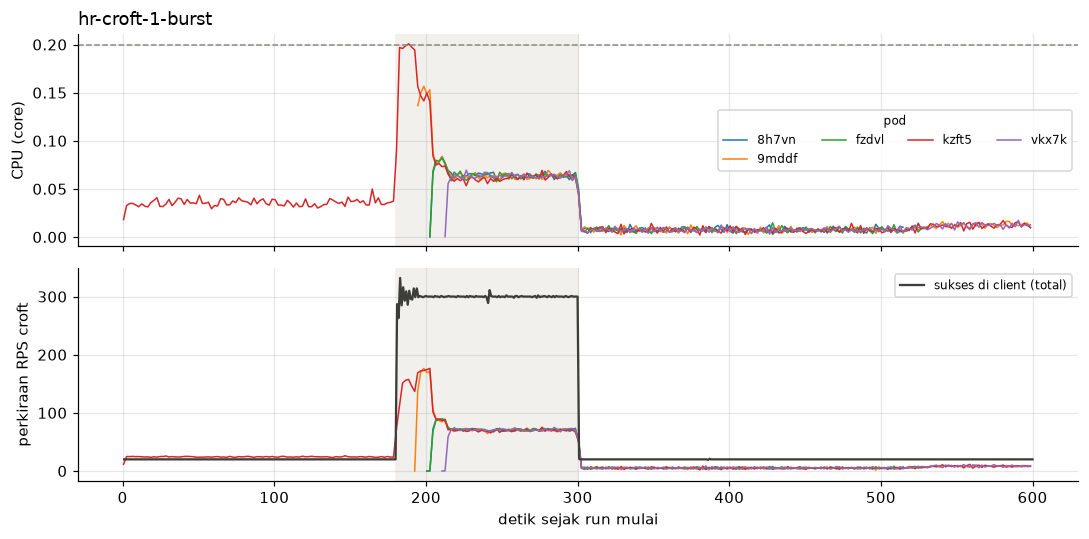 hr-croft-1-burst
CPU (core)
0.20
0.15
0.10
0.05
0.00
pod
8h7vn fzdvl kzft5 vkx7k
9mddf
perkiraan RPS croft
300
200
100
0
sukses di client (total)
0 100 200 300 400 500 600
detik sejak run mulai